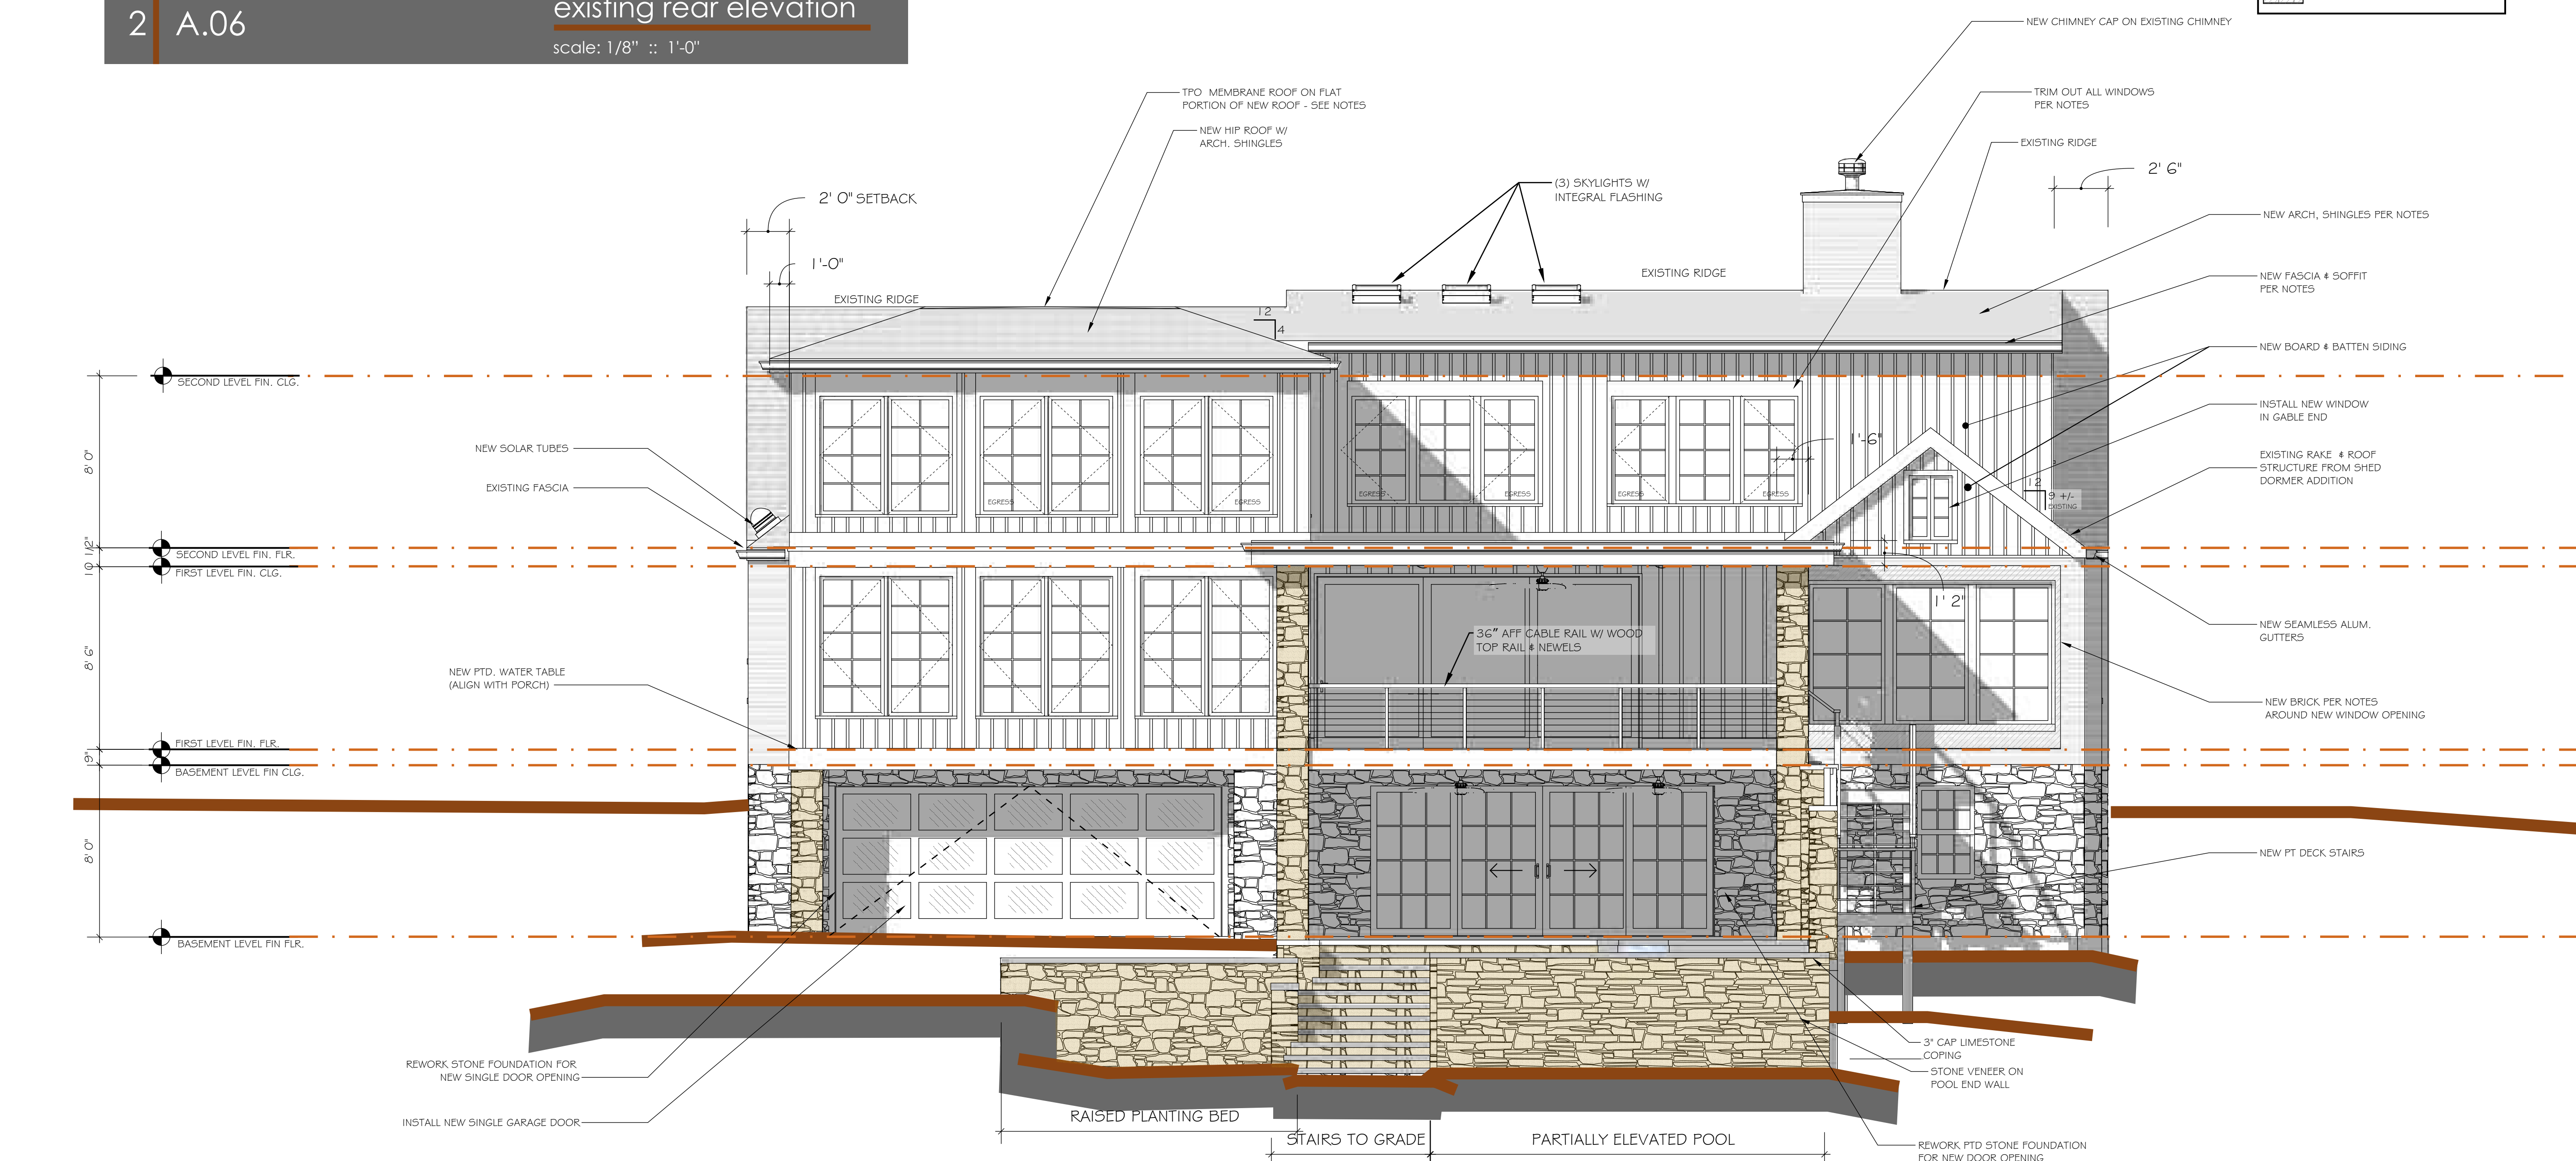 existing rear elevation
2 A.06
scale: 1/8" :: 1'-0"
NEW CHIMNEY CAP ON EXISTING CHIMNEY
TPO MEMBRANE ROOF ON FLAT
PORTION OF NEW ROOF - SEE NOTES
TRIM OUT ALL WINDOWS
PER NOTES
NEW HIP ROOF W/
ARCH. SHINGLES
EXISTING RIDGE
2' 6"
(3) SKYLIGHTS W/
INTEGRAL FLASHING
2' 0" SETBACK
NEW ARCH, SHINGLES PER NOTES
1'-0"
EXISTING RIDGE
EXISTING RIDGE
NEW FASCIA & SOFFIT
PER NOTES
12
4
NEW BOARD & BATTEN SIDING
SECOND LEVEL FIN. CLG.
INSTALL NEW WINDOW
IN GABLE END
1'-6"
NEW SOLAR TUBES
8' 0"
EXISTING RAKE & ROOF
STRUCTURE FROM SHED
DORMER ADDITION
EXISTING FASCIA
EGRESS
EGRESS
EGRESS
EGRESS
EGRESS
EGRESS
12
9 +/-
EXISTING
SECOND LEVEL FIN. FLR.
10 1/2"
FIRST LEVEL FIN. CLG.
1' 2"
36" AFF CABLE RAIL W/ WOOD
TOP RAIL & NEWELS
NEW SEAMLESS ALUM.
GUTTERS
8' 6"
NEW PTD. WATER TABLE
(ALIGN WITH PORCH)
NEW BRICK PER NOTES
AROUND NEW WINDOW OPENING
FIRST LEVEL FIN. FLR.
9"
BASEMENT LEVEL FIN CLG.
8' 0"
NEW PT DECK STAIRS
BASEMENT LEVEL FIN FLR.
3" CAP LIMESTONE
COPING
REWORK STONE FOUNDATION FOR
NEW SINGLE DOOR OPENING
STONE VENEER ON
POOL END WALL
INSTALL NEW SINGLE GARAGE DOOR
RAISED PLANTING BED
STAIRS TO GRADE
PARTIALLY ELEVATED POOL
REWORK PTD STONE FOUNDATION
FOR NEW DOOR OPENING